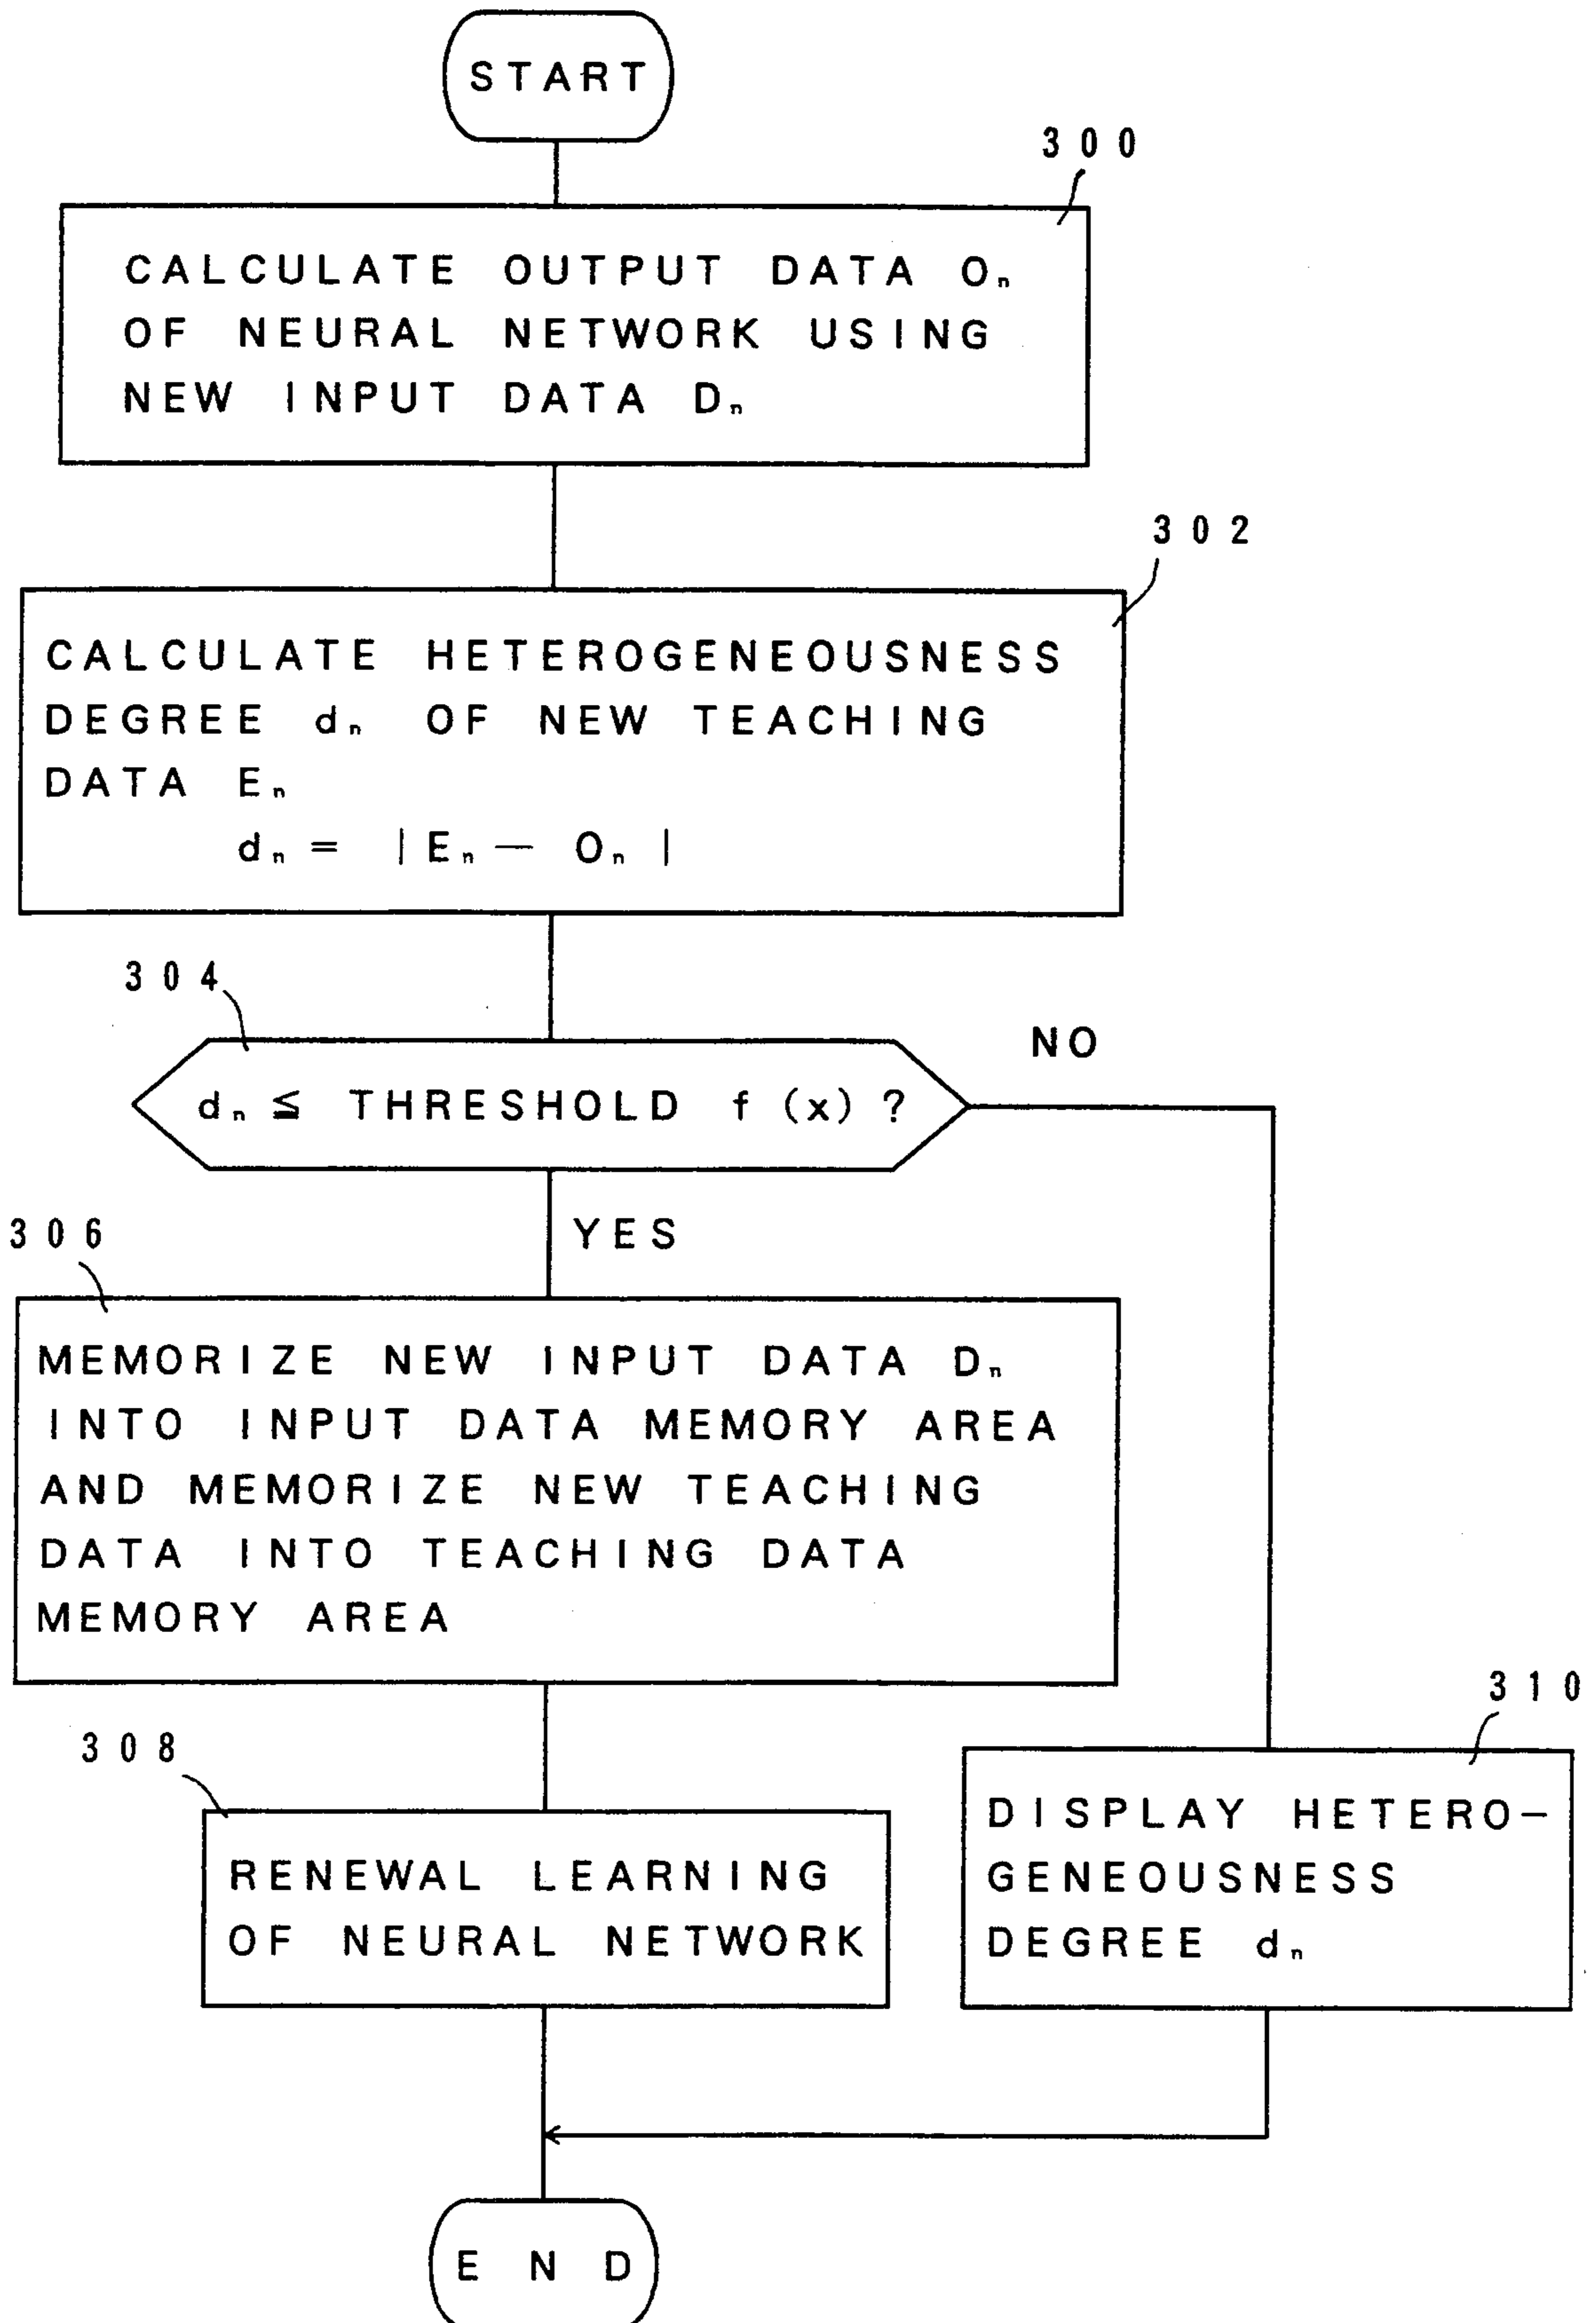 START
300
CALCULATE OUTPUT DATA Oₙ
OF NEURAL NETWORK USING
NEW INPUT DATA Dₙ
302
CALCULATE HETEROGENEOUSNESS
DEGREE dₙ OF NEW TEACHING
DATA Eₙ
dₙ = |Eₙ — Oₙ|
304
NO
dₙ ≦ THRESHOLD f (x) ?
YES
306
MEMORIZE NEW INPUT DATA Dₙ
INTO INPUT DATA MEMORY AREA
AND MEMORIZE NEW TEACHING
DATA INTO TEACHING DATA
MEMORY AREA
308
RENEWAL LEARNING
OF NEURAL NETWORK
310
DISPLAY HETERO-
GENEOUSNESS
DEGREE dₙ
END